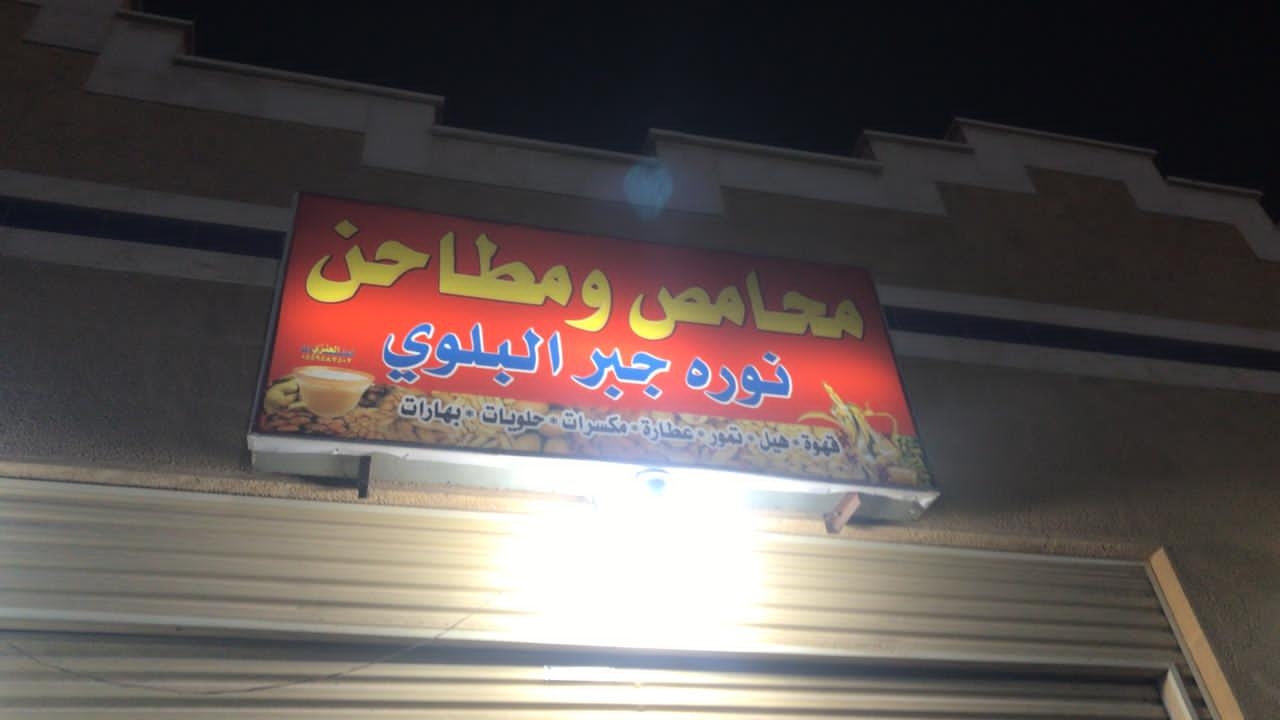 محامص ومطاحن
نوره جبر البلوي
قهوة * هيل * تمور * عطارة * مكسرات * حلويات * بهارات